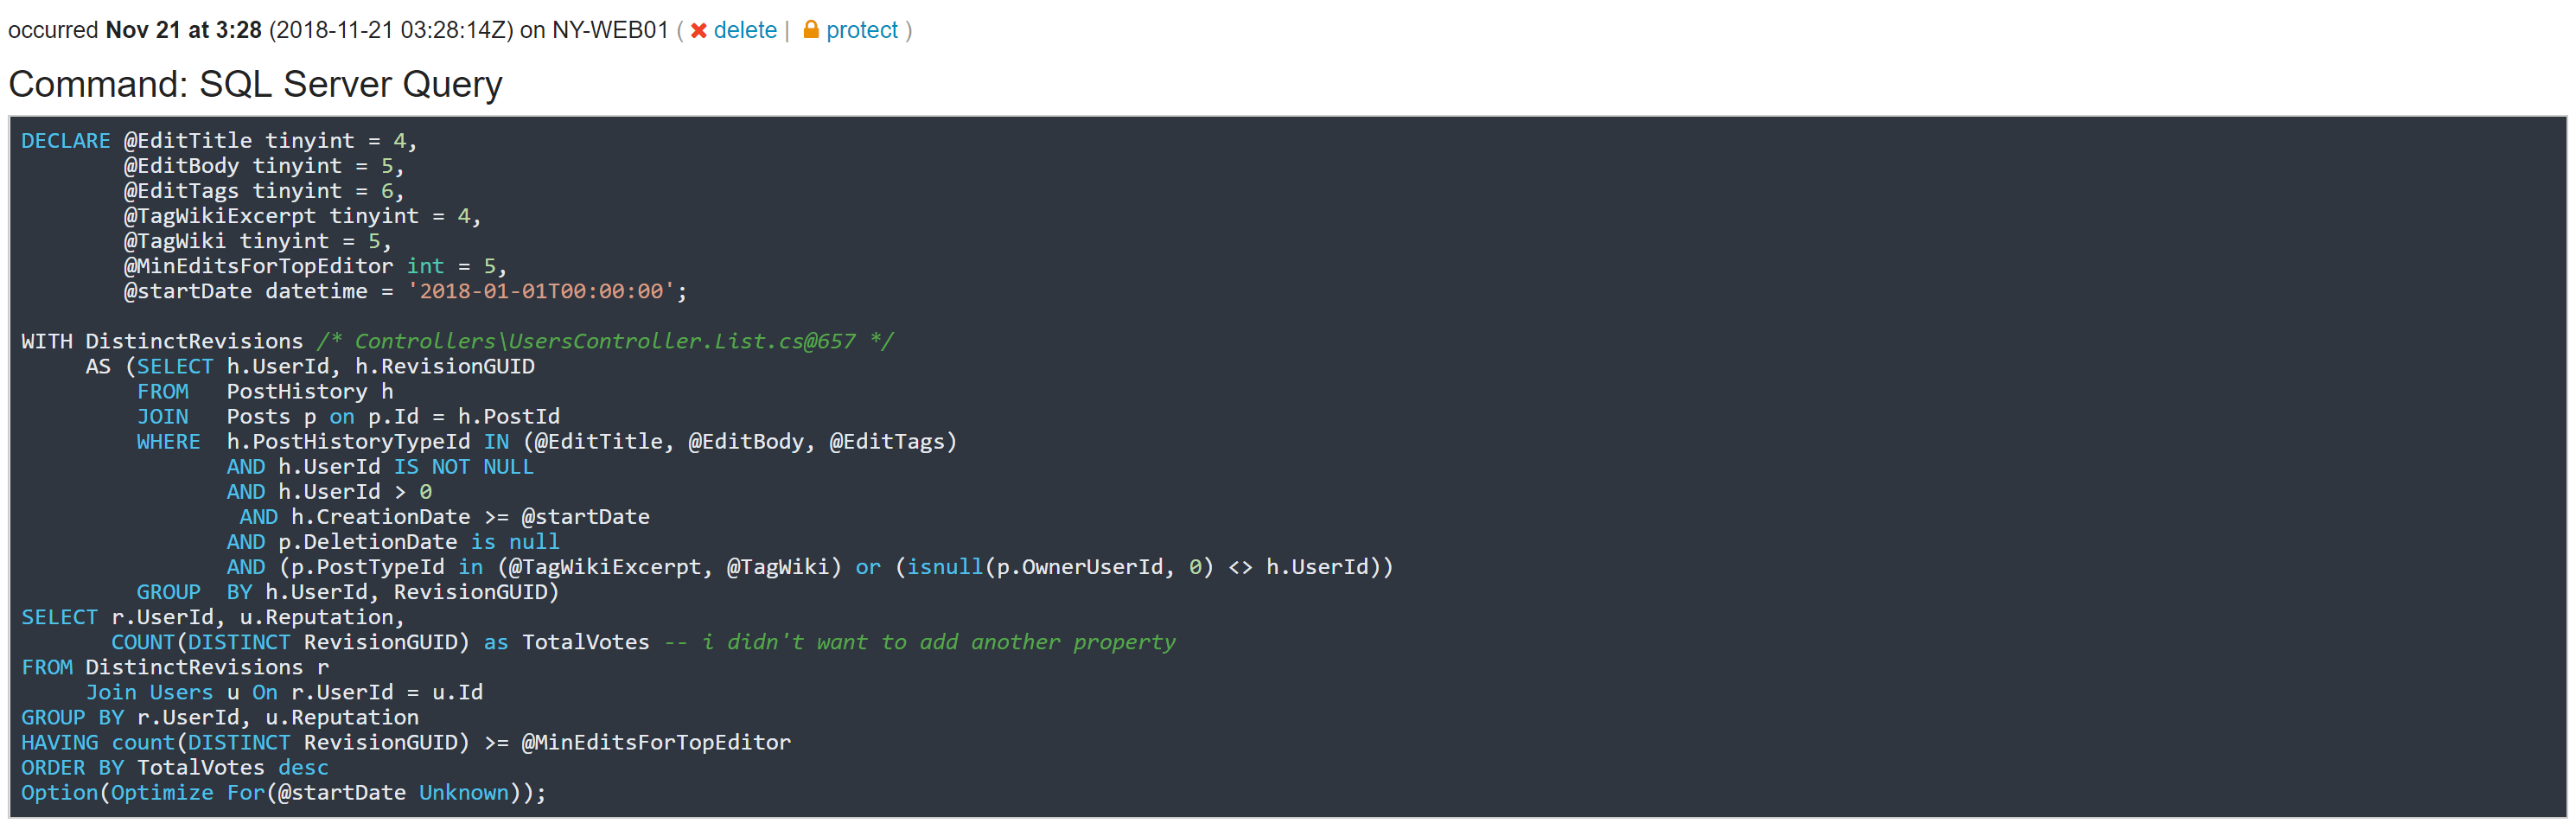 occurred Nov 21 at 3:28 (2018-11-21 03:28:14Z) on NY-WEB01 ( delete | protect )
Command: SQL Server Query
DECLARE @EditTitle tinyint = 4,
        @EditBody tinyint = 5,
        @EditTags tinyint = 6,
        @TagWikiExcerpt tinyint = 4,
        @TagWiki tinyint = 5,
        @MinEditsForTopEditor int = 5,
        @startDate datetime = '2018-01-01T00:00:00';
WITH DistinctRevisions /* Controllers\UsersController.List.cs@657 */
     AS (SELECT h.UserId, h.RevisionGUID
         FROM   PostHistory h
         JOIN   Posts p on p.Id = h.PostId
         WHERE  h.PostHistoryTypeId IN (@EditTitle, @EditBody, @EditTags)
                AND h.UserId IS NOT NULL
                AND h.UserId > 0
                 AND h.CreationDate >= @startDate
                AND p.DeletionDate is null
                AND (p.PostTypeId in (@TagWikiExcerpt, @TagWiki) or (isnull(p.OwnerUserId, 0) <> h.UserId))
         GROUP  BY h.UserId, RevisionGUID)
SELECT r.UserId, u.Reputation,
       COUNT(DISTINCT RevisionGUID) as TotalVotes -- i didn't want to add another property
FROM DistinctRevisions r
     Join Users u On r.UserId = u.Id
GROUP BY r.UserId, u.Reputation
HAVING count(DISTINCT RevisionGUID) >= @MinEditsForTopEditor
ORDER BY TotalVotes desc
Option(Optimize For(@startDate Unknown));